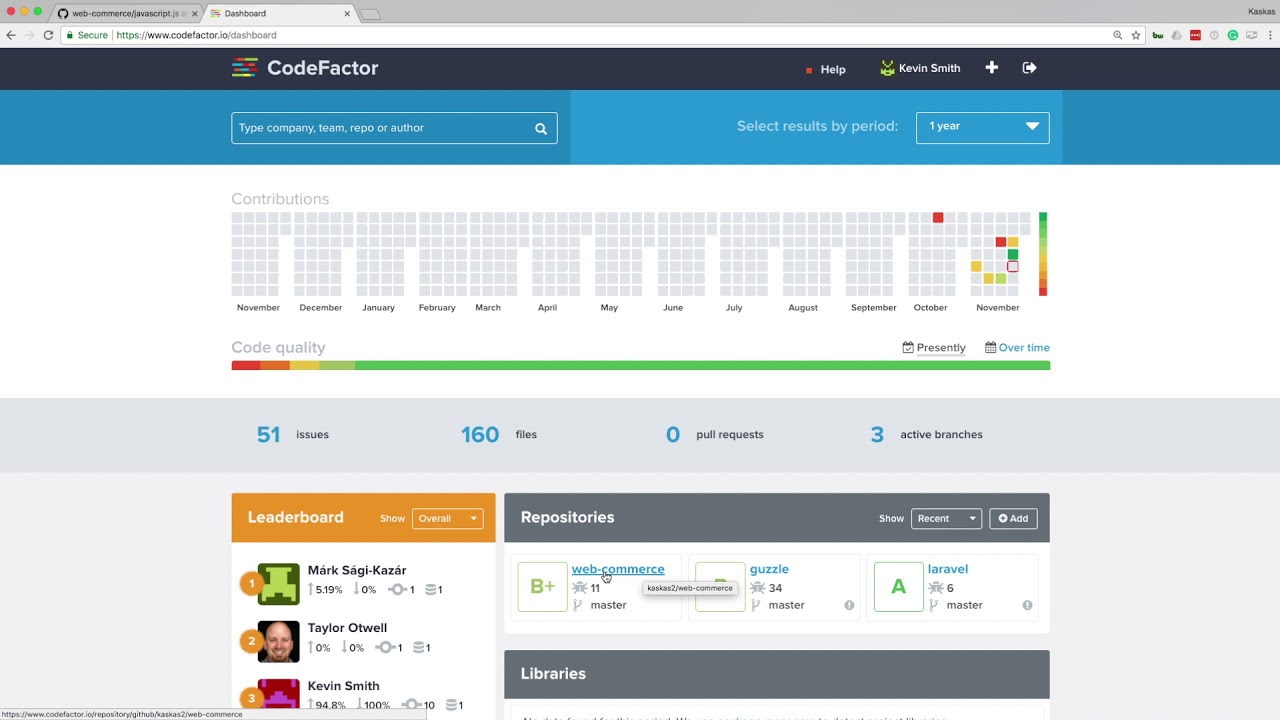 web-commerce/javascript.js at
Dashboard
Kaskas
Secure
https://www.codefactor.io/dashboard
CodeFactor
Help
Kevin Smith
Type company, team, repo or author
Select results by period:
1 year
Contributions
November
December
January
February
March
April
May
June
July
August
September
October
November
Code quality
Presently
Over time
51 issues
160 files
0 pull requests
3 active branches
Leaderboard
Show
Overall
Repositories
Show
Recent
Add
1
Márk Sági-Kazár
5.19% 0% 1 1
2
Taylor Otwell
0% 0% 1 1
3
Kevin Smith
94.8% 100% 10 1
B+
web-commerce
11
master
kaskas2/web-commerce
guzzle
34
master
A
laravel
6
master
Libraries
https://www.codefactor.io/repository/github/kaskas2/web-commerce